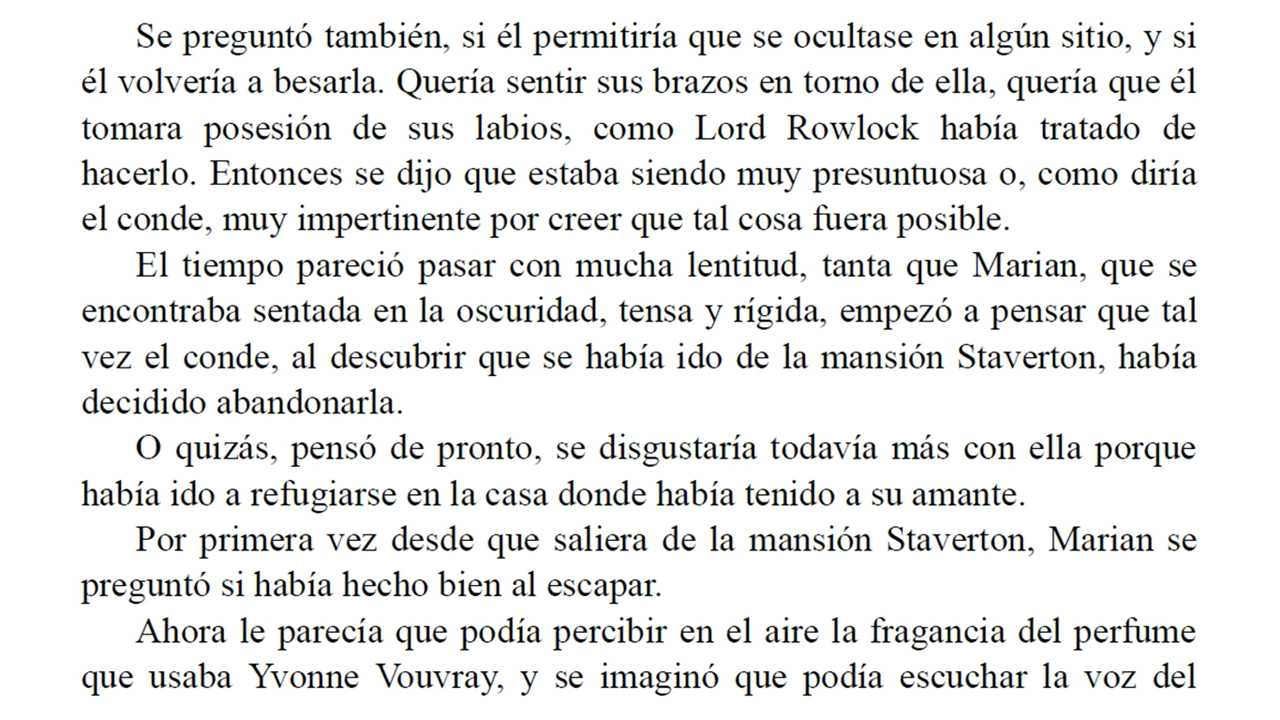 Se preguntó también, si él permitiría que se ocultase en algún sitio, y si
él volvería a besarla. Quería sentir sus brazos en torno de ella, quería que él
tomara posesión de sus labios, como Lord Rowlock había tratado de
hacerlo. Entonces se dijo que estaba siendo muy presuntuosa o, como diría
el conde, muy impertinente por creer que tal cosa fuera posible.
El tiempo pareció pasar con mucha lentitud, tanta que Marian, que se
encontraba sentada en la oscuridad, tensa y rígida, empezó a pensar que tal
vez el conde, al descubrir que se había ido de la mansión Staverton, había
decidido abandonarla.
O quizás, pensó de pronto, se disgustaría todavía más con ella porque
había ido a refugiarse en la casa donde había tenido a su amante.
Por primera vez desde que saliera de la mansión Staverton, Marian se
preguntó si había hecho bien al escapar.
Ahora le parecía que podía percibir en el aire la fragancia del perfume
que usaba Yvonne Vouvray, y se imaginó que podía escuchar la voz del